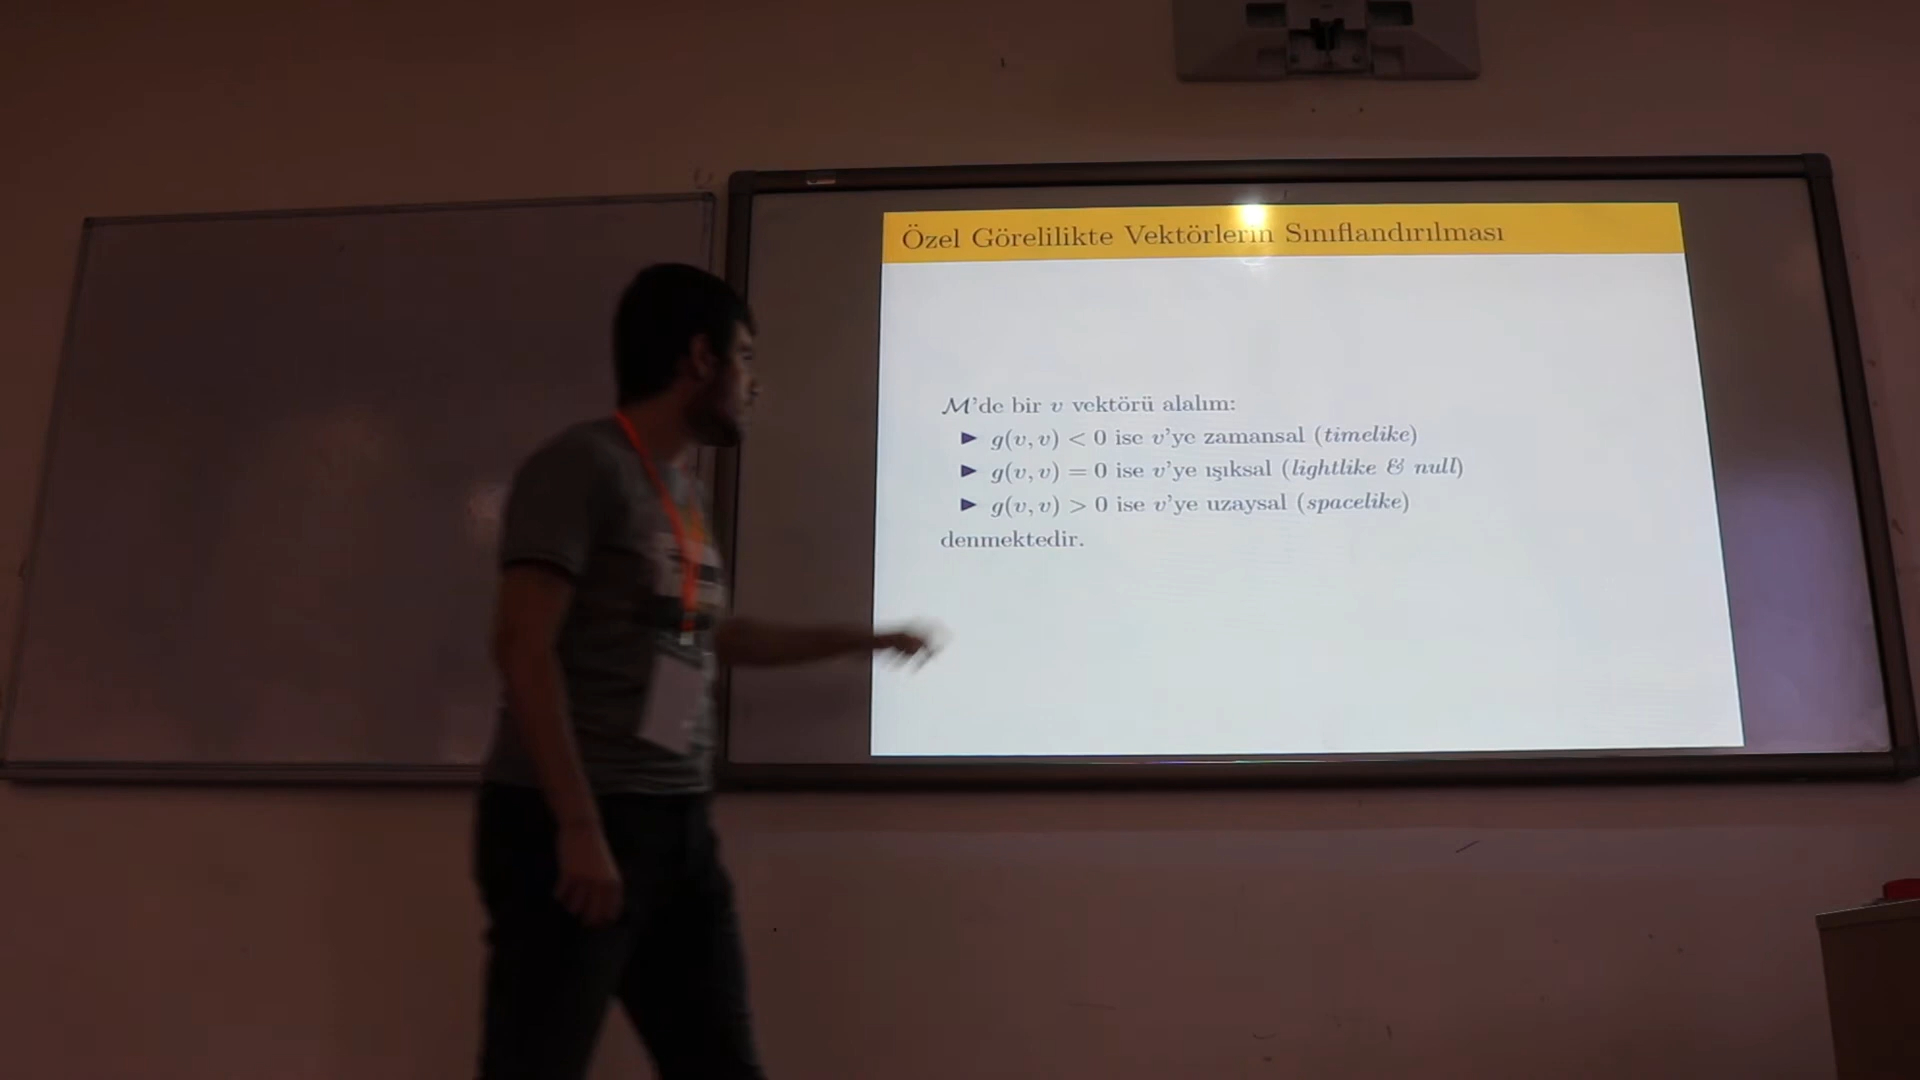 Özel Görelilikte Vektörlerin Sınıflandırılması
𝓜’de bir v vektörü alalım:
▶ g(v, v) < 0 ise v’ye zamansal (timelike)
▶ g(v, v) = 0 ise v’ye ışıksal (lightlike & null)
▶ g(v, v) > 0 ise v’ye uzaysal (spacelike)
denmektedir.